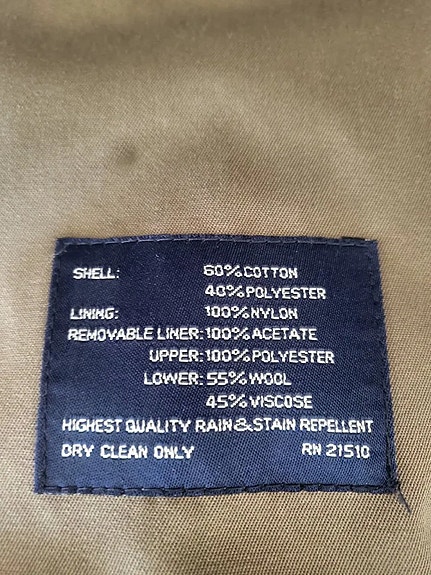 SHELL: 60% COTTON
40% POLYESTER
LINING: 100% NYLON
REMOVABLE LINER: 100% ACETATE
UPPER: 100% POLYESTER
LOWER: 55% WOOL
45% VISCOSE
HIGHEST QUALITY RAIN & STAIN REPELLENT
DRY CLEAN ONLY RN 21510